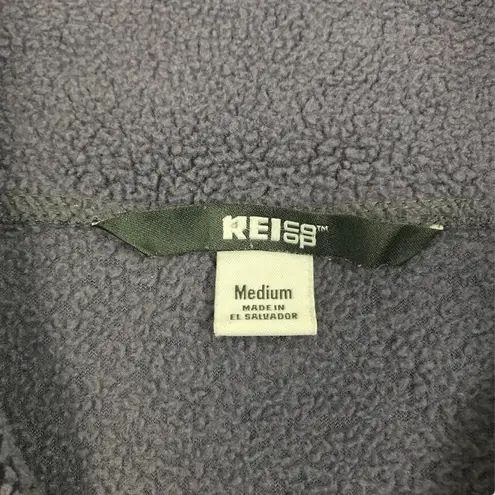 REI co op™
Medium
MADE IN
EL SALVADOR